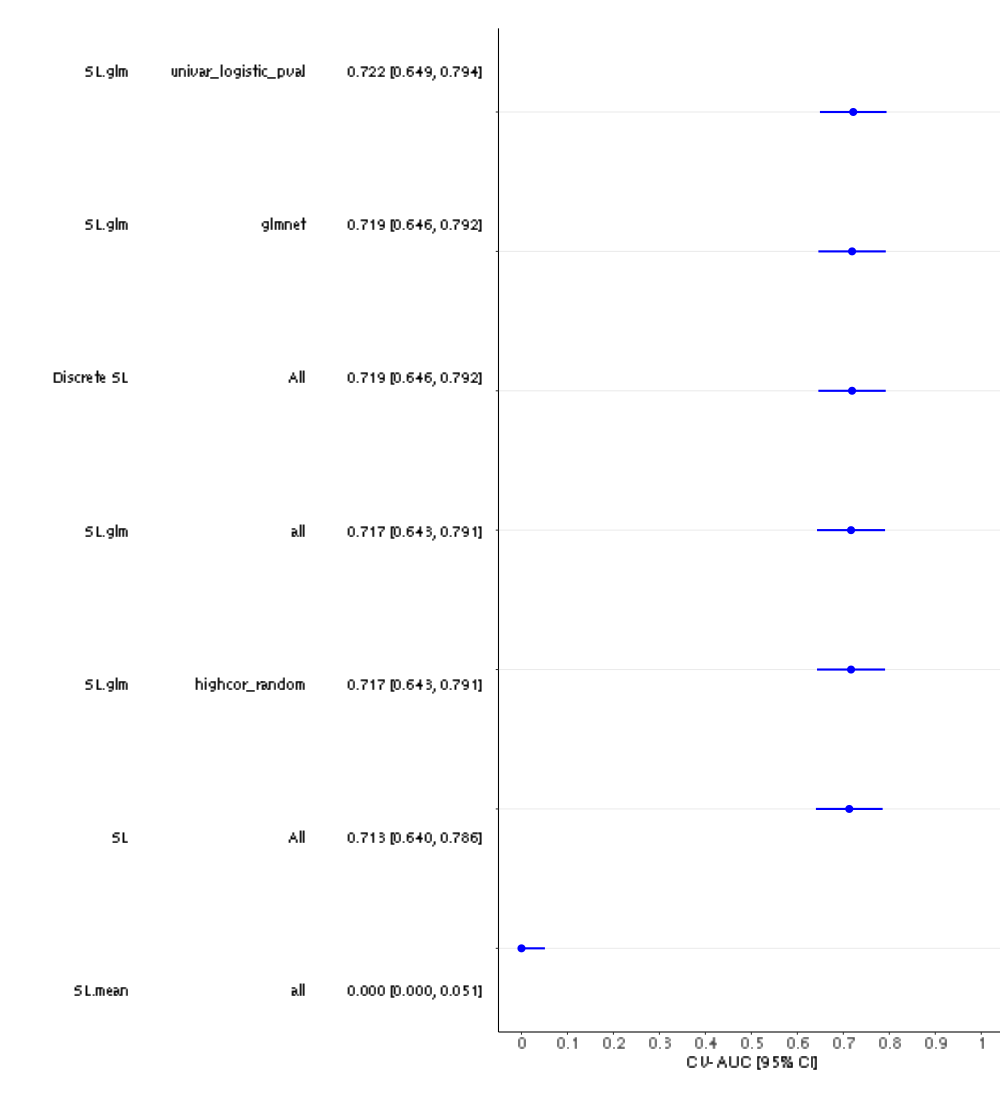 SL.glm univar_logistic_pval 0.722 [0.649, 0.794]
SL.glm glmnet 0.719 [0.646, 0.792]
Discrete SL All 0.719 [0.646, 0.792]
SL.glm all 0.717 [0.643, 0.791]
SL.glm highcor_random 0.717 [0.643, 0.791]
SL All 0.713 [0.640, 0.786]
SL.mean all 0.000 [0.000, 0.051]
0 0.1 0.2 0.3 0.4 0.5 0.6 0.7 0.8 0.9 1
CV-AUC [95% CI]